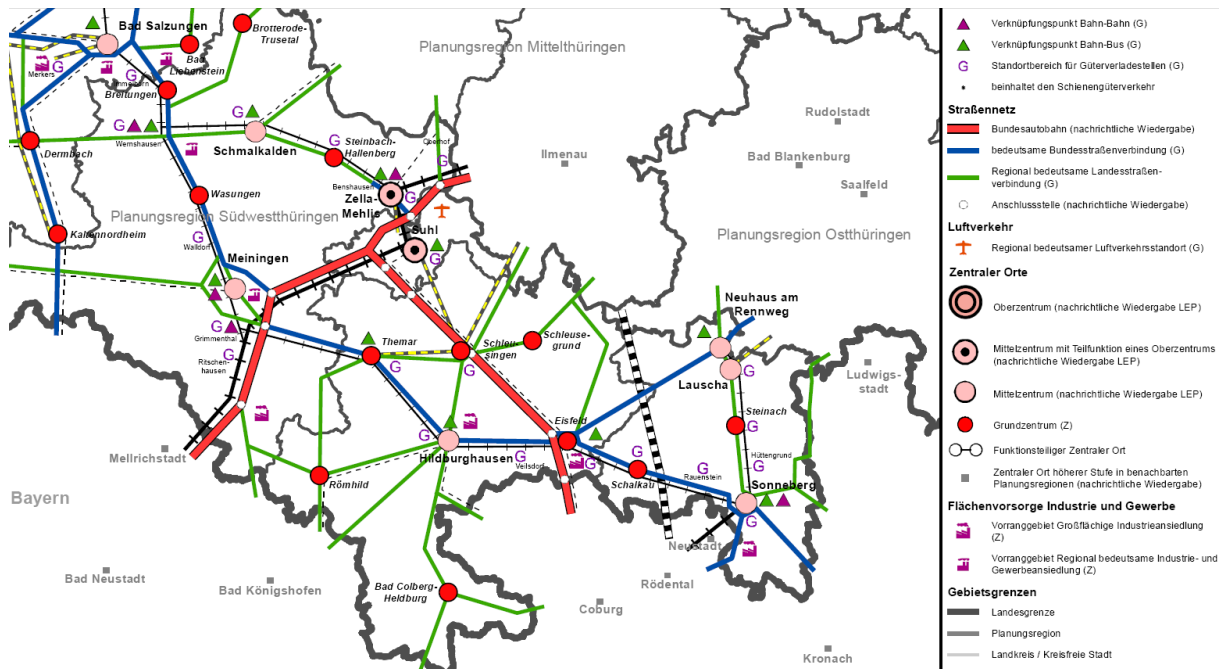 Bad Salzungen
Brotterode-
Trusetal
Planungsregion Mittelthüringen
Bad
Liebenstein
Merkers
G
G
G
Immelborn
Breitungen
Rudolstadt
G
Wernshausen
Schmalkalden
G
Steinbach-
Hallenberg
G
Oberhof
G
Ilmenau
Bad Blankenburg
Dermbach
Saalfeld
Benshausen
Zella-
Mehlis
G
Wasungen
Planungsregion Südwestthüringen
Suhl
G
Planungsregion Ostthüringen
Kaltennordheim
G
Walldorf
Meiningen
Neuhaus am
Rennweg
G
Grimmenthal
G
Ritschen-
hausen
Themar
G
Schleu-
singen
G
Schleuse-
grund
Lauscha
G
Ludwigs-
stadt
Steinach
G
Eisfeld
Mellrichstadt
G
Hildburghausen
G
Veilsdorf
G
Hüttengrund
G
Römhild
G
Schalkau
G
Rauenstein
G
Sonneberg
G
Bayern
Neustadt
Bad Neustadt
Bad Königshofen
Bad Colberg-
Heldburg
Rödental
Coburg
Kronach
Verknüpfungspunkt Bahn-Bahn (G)
Verknüpfungspunkt Bahn-Bus (G)
G Standortbereich für Güterverladestellen (G)
beinhaltet den Schienengüterverkehr
Straßennetz
Bundesautobahn (nachrichtliche Wiedergabe)
bedeutsame Bundesstraßenverbindung (G)
Regional bedeutsame Landesstraßen-
verbindung (G)
Anschlussstelle (nachrichtliche Wiedergabe)
Luftverkehr
Regional bedeutsamer Luftverkehrsstandort (G)
Zentraler Orte
Oberzentrum (nachrichtliche Wiedergabe LEP)
Mittelzentrum mit Teilfunktion eines Oberzentrums
(nachrichtliche Wiedergabe LEP)
Mittelzentrum (nachrichtliche Wiedergabe LEP)
Grundzentrum (Z)
Funktionsteiliger Zentraler Ort
Zentraler Ort höherer Stufe in benachbarten
Planungsregionen (nachrichtliche Wiedergabe)
Flächenvorsorge Industrie und Gewerbe
Vorranggebiet Großflächige Industrieansiedlung
(Z)
Vorranggebiet Regional bedeutsame Industrie- und
Gewerbeansiedlung (Z)
Gebietsgrenzen
Landesgrenze
Planungsregion
Landkreis / Kreisfreie Stadt